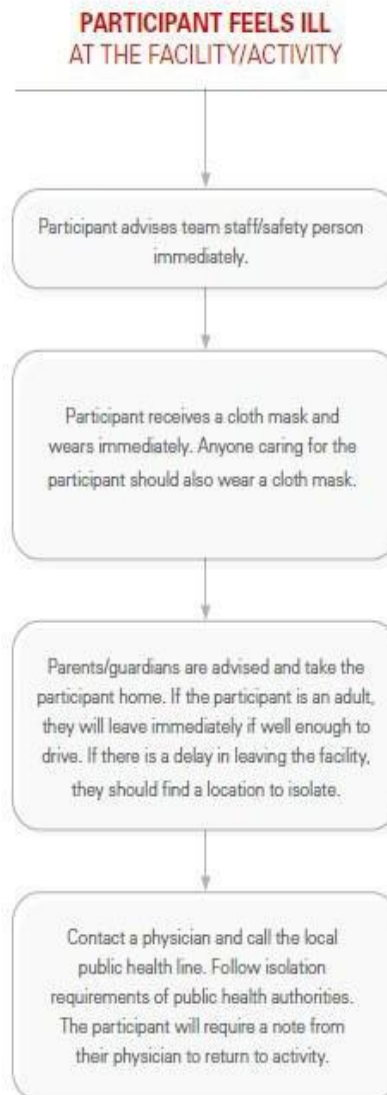 PARTICIPANT FEELS ILL
AT THE FACILITY/ACTIVITY
Participant advises team staff/safety person
immediately.
Participant receives a cloth mask and
wears immediately. Anyone caring for the
participant should also wear a cloth mask.
Parents/guardians are advised and take the
participant home. If the participant is an adult,
they will leave immediately if well enough to
drive. If there is a delay in leaving the facility,
they should find a location to isolate.
Contact a physician and call the local
public health line. Follow isolation
requirements of public health authorities.
The participant will require a note from
their physician to return to activity.